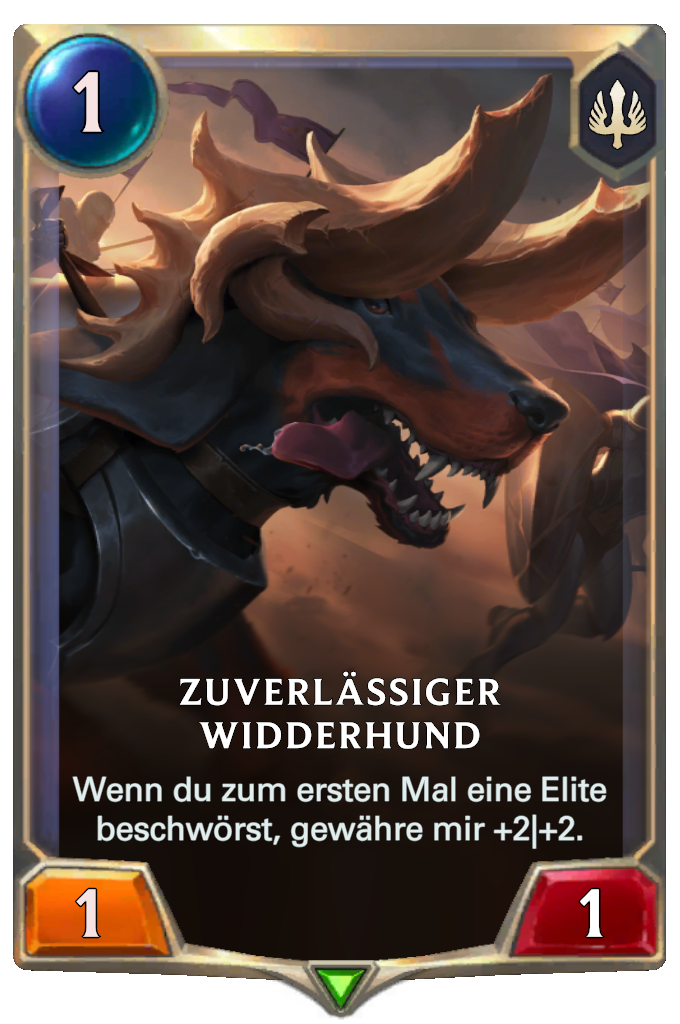 1
ZUVERLÄSSIGER
WIDDERHUND
Wenn du zum ersten Mal eine Elite
beschwörst, gewähre mir +2|+2.
1
1